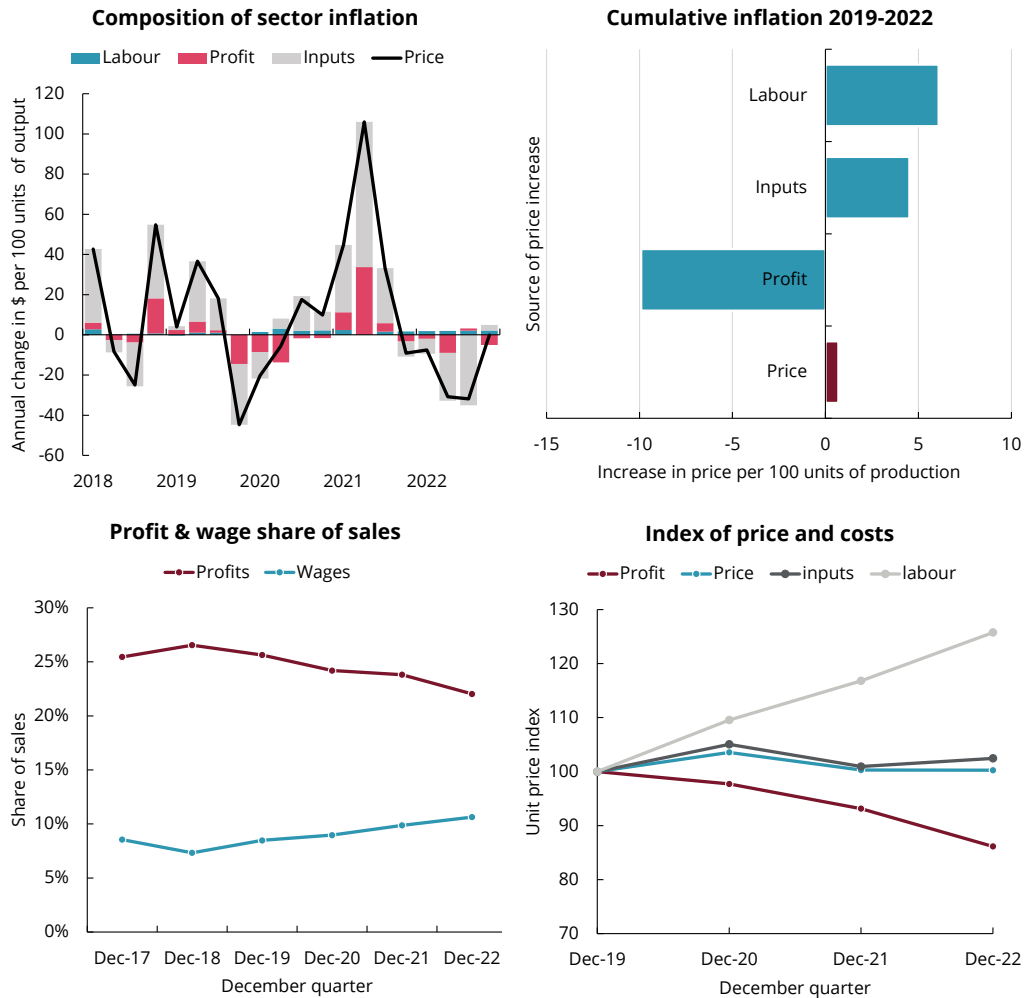 Composition of sector inflation
Labour Profit Inputs Price
Annual change in $ per 100 units of output
120
100
80
60
40
20
0
-20
-40
-60
2018 2019 2020 2021 2022
Cumulative inflation 2019-2022
Source of price increase
Labour
Inputs
Profit
Price
-15 -10 -5 0 5 10
Increase in price per 100 units of production
Profit & wage share of sales
Profits Wages
Share of sales
30%
25%
20%
15%
10%
5%
0%
Dec-17 Dec-18 Dec-19 Dec-20 Dec-21 Dec-22
December quarter
Index of price and costs
Profit Price inputs labour
Unit price index
130
120
110
100
90
80
70
Dec-19 Dec-20 Dec-21 Dec-22
December quarter